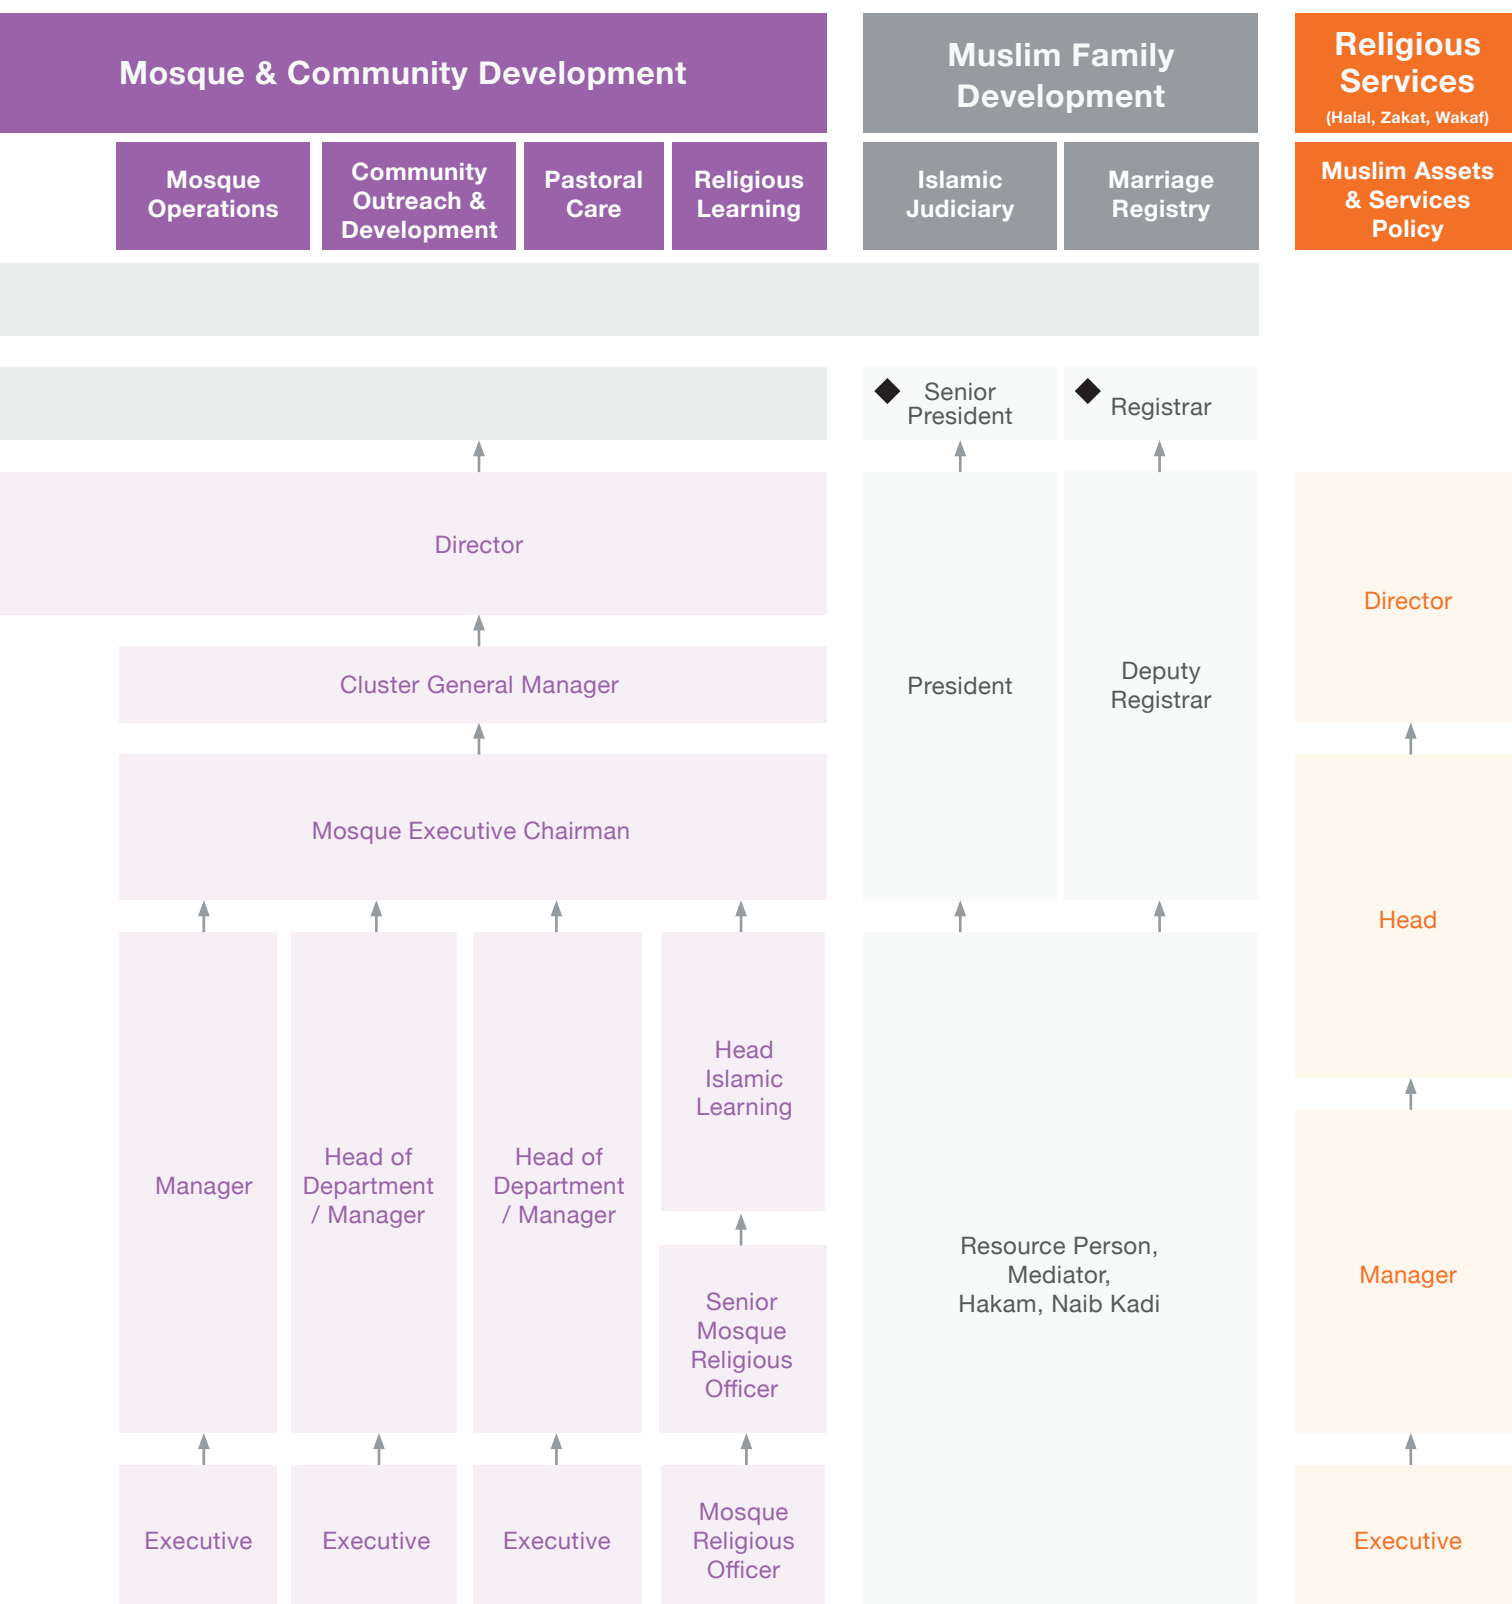 Mosque & Community Development
Muslim Family
Development
Religious
Services
(Halal, Zakat, Wakaf)
Mosque
Operations
Community
Outreach &
Development
Pastoral
Care
Religious
Learning
Islamic
Judiciary
Marriage
Registry
Muslim Assets
& Services
Policy
Senior
President
Registrar
Director
Cluster General Manager
Mosque Executive Chairman
President
Deputy
Registrar
Director
Head
Manager
Head of
Department
/ Manager
Head of
Department
/ Manager
Head
Islamic
Learning
Senior
Mosque
Religious
Officer
Resource Person,
Mediator,
Hakam, Naib Kadi
Manager
Executive
Executive
Executive
Mosque
Religious
Officer
Executive